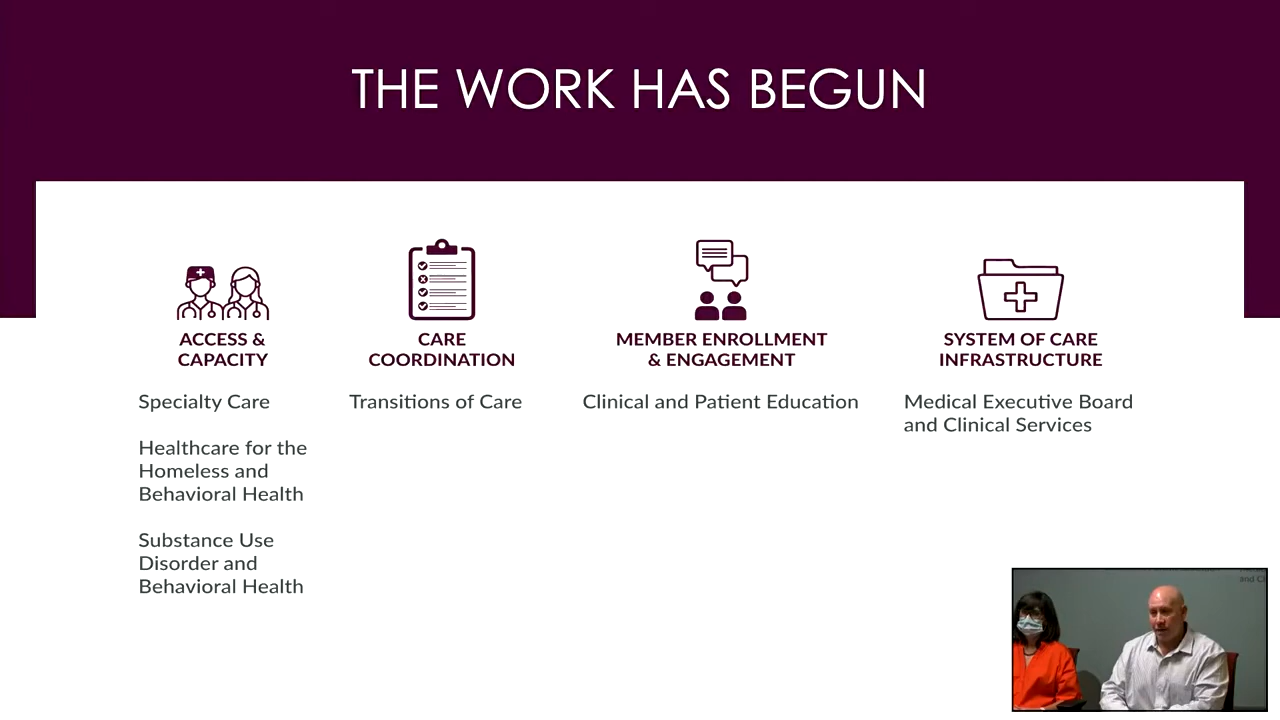 THE WORK HAS BEGUN
ACCESS &
CAPACITY
Specialty Care
Healthcare for the
Homeless and
Behavioral Health
Substance Use
Disorder and
Behavioral Health
CARE
COORDINATION
Transitions of Care
MEMBER ENROLLMENT
& ENGAGEMENT
Clinical and Patient Education
SYSTEM OF CARE
INFRASTRUCTURE
Medical Executive Board
and Clinical Services